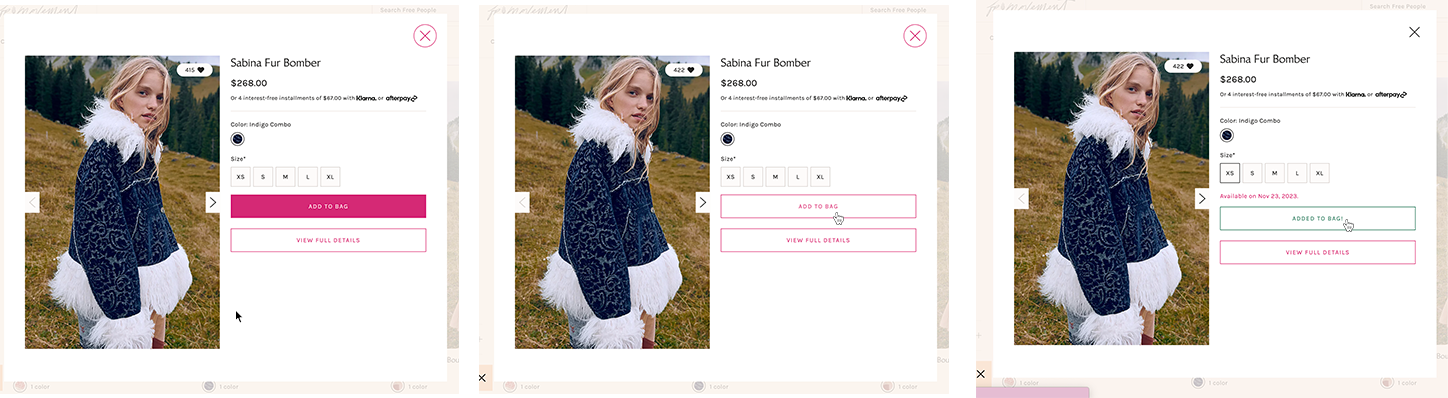 Search Free People
415
Sabina Fur Bomber
$268.00
Or 4 interest-free installments of $67.00 with Klarna. or afterpay
Color: Indigo Combo
Size*
XS S M L XL
ADD TO BAG
VIEW FULL DETAILS
1 color
1 color
Bou
Search Free People
422
Sabina Fur Bomber
$268.00
Or 4 interest-free installments of $67.00 with Klarna. or afterpay
Color: Indigo Combo
Size*
XS S M L XL
ADD TO BAG
VIEW FULL DETAILS
1 color
1 color
Bou
Search Free People
422
Sabina Fur Bomber
$268.00
Or 4 interest-free installments of $67.00 with Klarna. or afterpay
Color: Indigo Combo
Size*
XS S M L XL
Available on Nov 23, 2023.
ADDED TO BAG!
VIEW FULL DETAILS
1 color
1 color
1 color